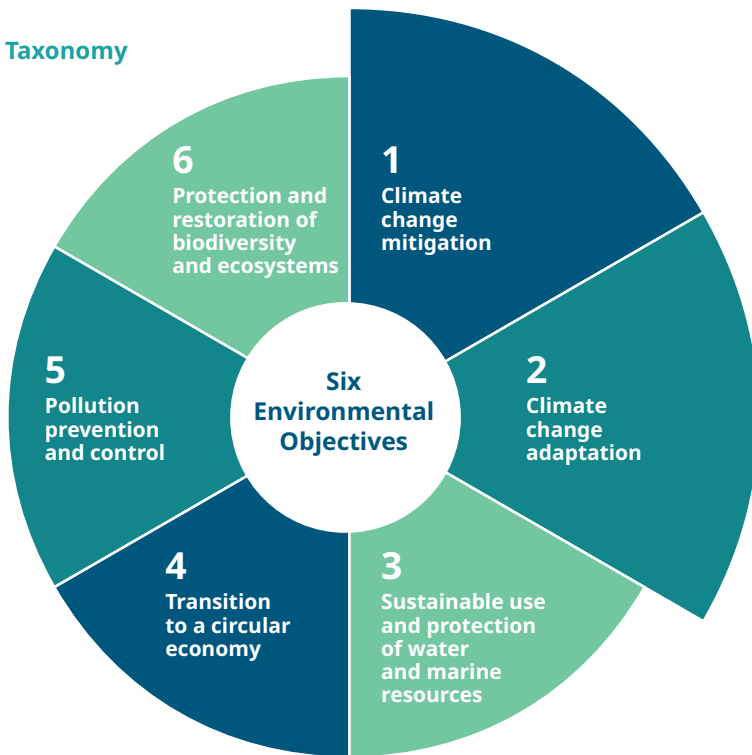 Taxonomy
Six
Environmental
Objectives
1
Climate
change
mitigation
2
Climate
change
adaptation
3
Sustainable use
and protection
of water
and marine
resources
4
Transition
to a circular
economy
5
Pollution
prevention
and control
6
Protection and
restoration of
biodiversity
and ecosystems